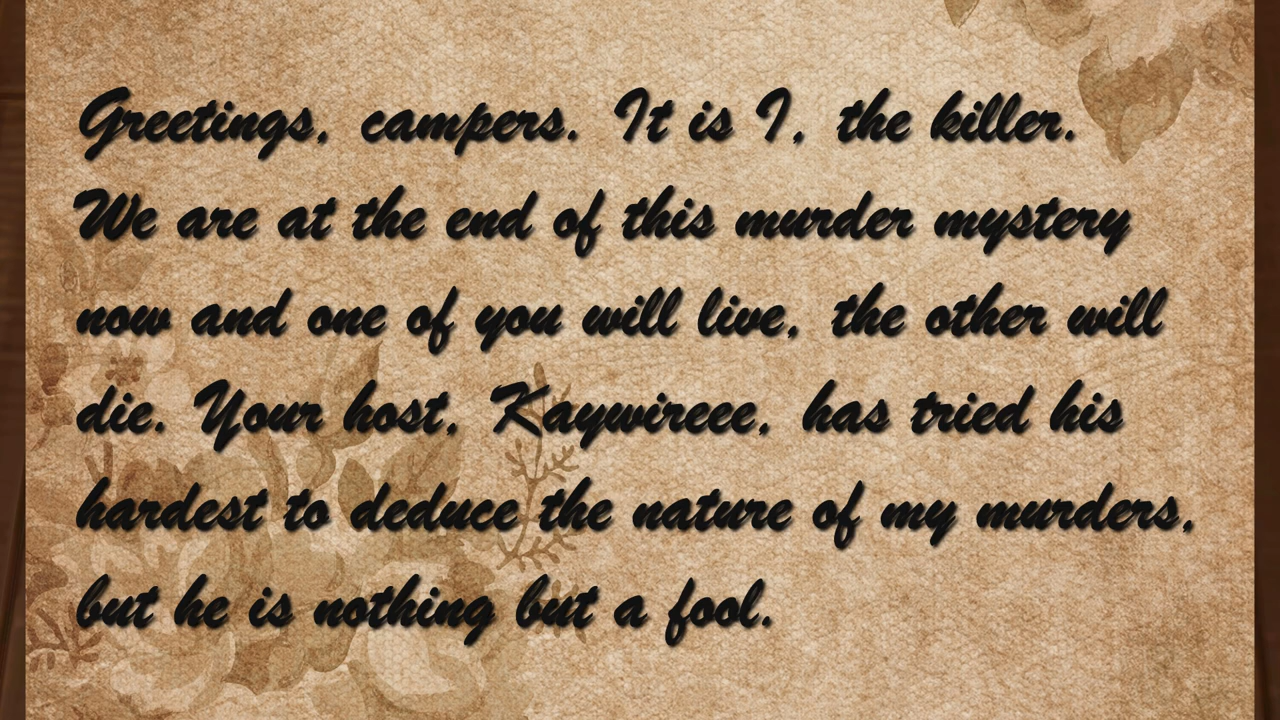 Greetings, campers. It is I, the killer.
We are at the end of this murder mystery
now and one of you will live, the other will
die. Your host, Kaywireee, has tried his
hardest to deduce the nature of my murders,
but he is nothing but a fool.